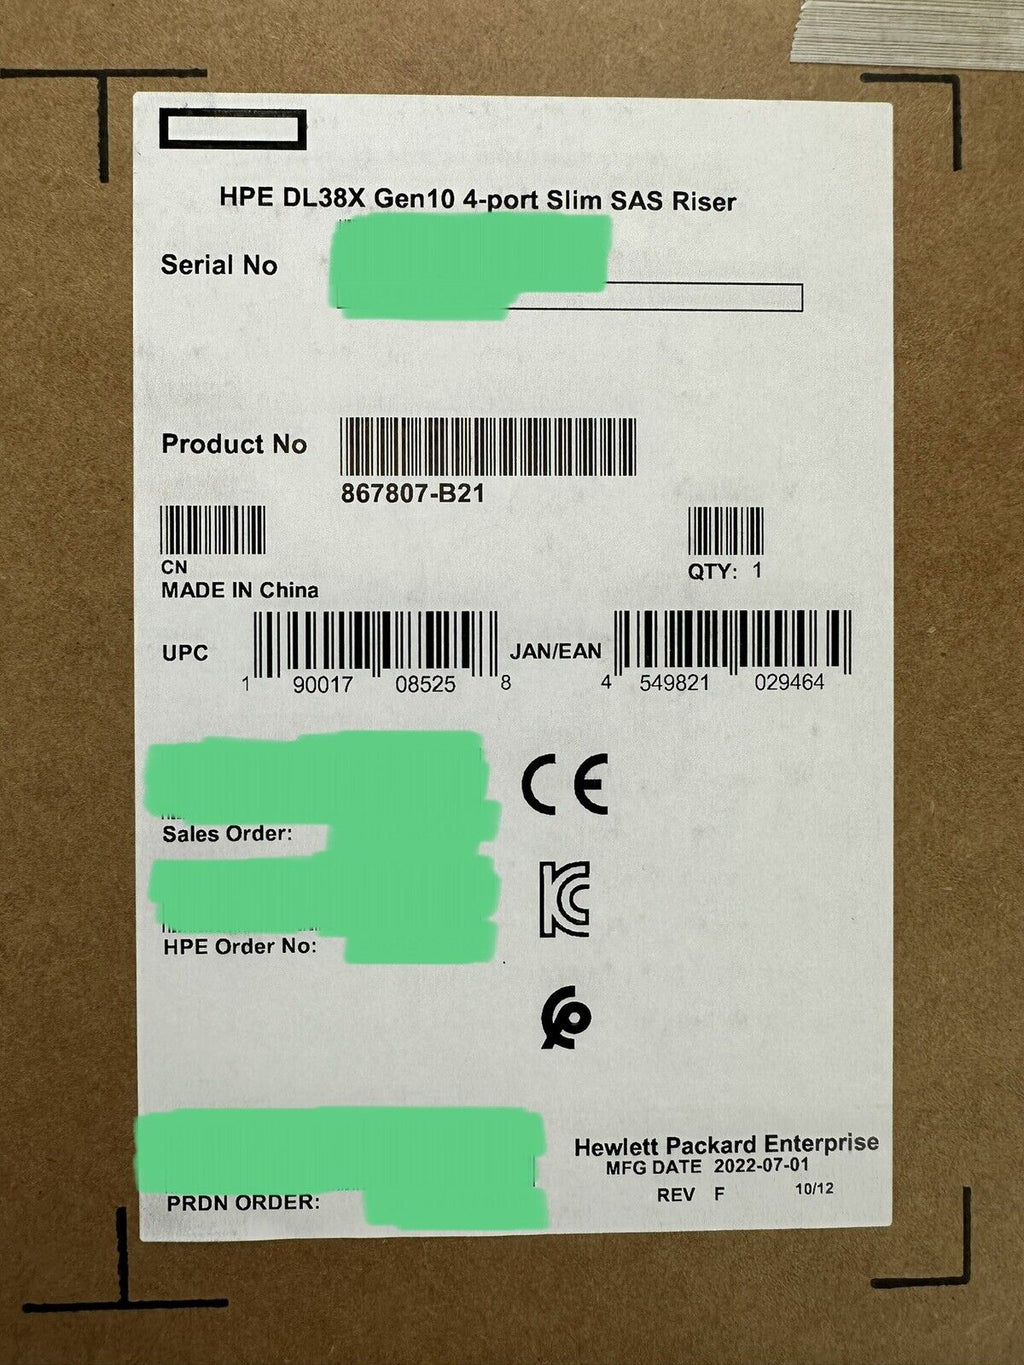 HPE DL38X Gen10 4-port Slim SAS Riser
Serial No
Product No
867807-B21
CN
MADE IN China
QTY: 1
UPC
1 90017 08525 8
JAN/EAN
4 549821 029464
CE
Sales Order:
HPE Order No:
Hewlett Packard Enterprise
MFG DATE 2022-07-01
REV F 10/12
PRDN ORDER: